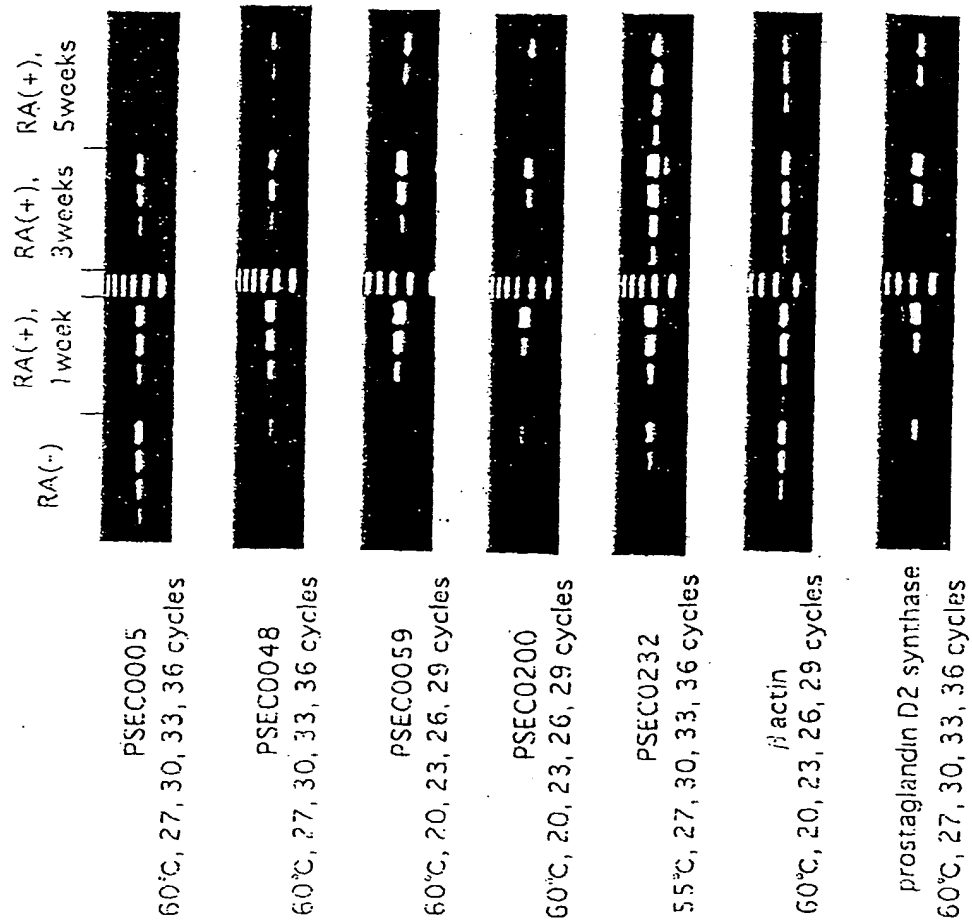 RA(-)
RA(+),
1week
RA(+),
3weeks
RA(+),
5weeks
PSEC0005
60°C, 27, 30, 33, 36 cycles
PSEC0048
60°C, 27, 30, 33, 36 cycles
PSEC0059
60°C, 20, 23, 26, 29 cycles
PSEC0200
60°C, 20, 23, 26, 29 cycles
PSEC0232
55°C, 27, 30, 33, 36 cycles
β actin
60°C, 20, 23, 26, 29 cycles
prostaglandin D2 synthase
60°C, 27, 30, 33, 36 cycles